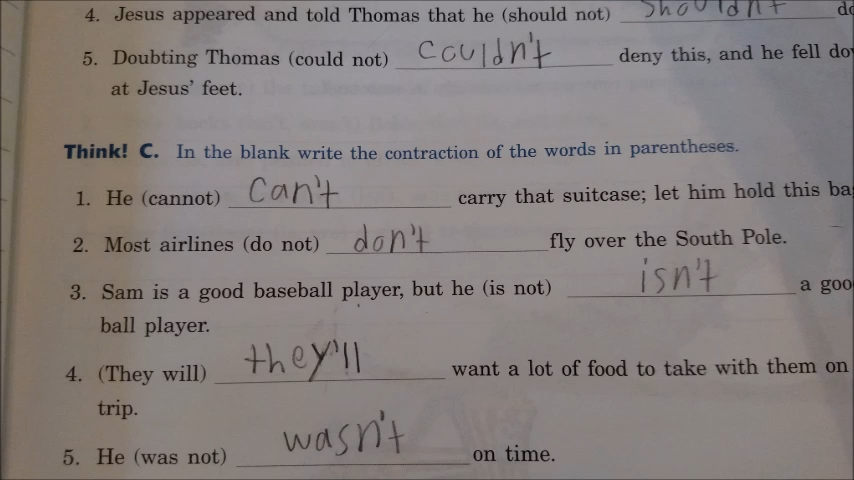 4. Jesus appeared and told Thomas that he (should not) shouldn't
5. Doubting Thomas (could not) couldn't deny this, and he fell
at Jesus' feet.
Think! C. In the blank write the contraction of the words in parentheses.
1. He (cannot) can't carry that suitcase; let him hold this
2. Most airlines (do not) don't fly over the South Pole.
3. Sam is a good baseball player, but he (is not) isn't a
ball player.
4. (They will) they'll want a lot of food to take with them on
trip.
5. He (was not) wasn't on time.